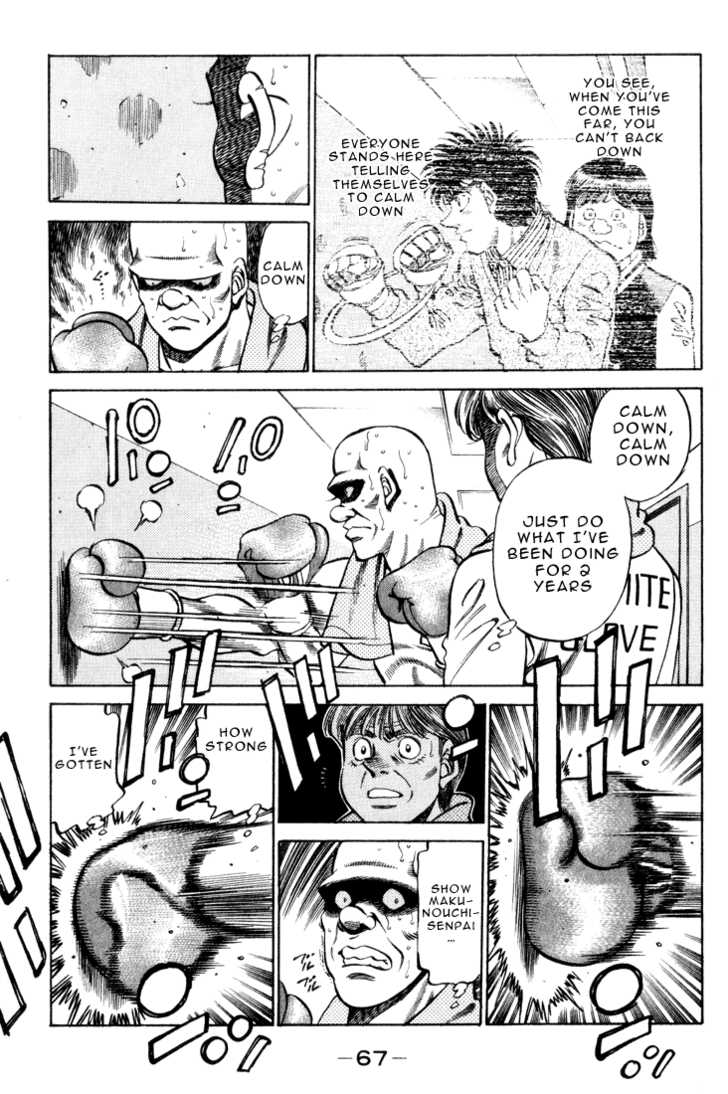 YOU SEE,
WHEN YOU'VE
COME THIS
FAR, YOU
CAN'T BACK
DOWN
EVERYONE
STANDS HERE
TELLING
THEMSELVES
TO CALM
DOWN
CALM
DOWN
CALM
DOWN,
CALM
DOWN
JUST DO
WHAT I'VE
BEEN DOING
FOR 2
YEARS
SHOW
MAKU-
NOUCHI-
SENPAI
...
HOW
STRONG
I'VE
GOTTEN
—67—